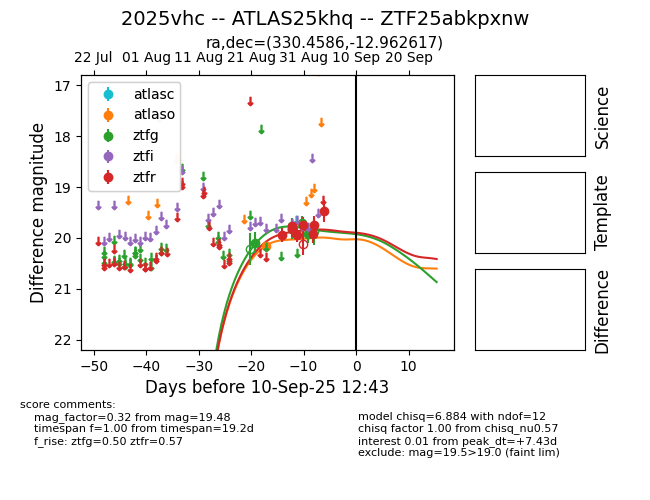 2025vhc -- ATLAS25khq -- ZTF25abkpxnw
ra,dec=(330.4586,-12.962617)
22 Jul 01 Aug 11 Aug 21 Aug 31 Aug 10 Sep 20 Sep
17
18
19
20
21
22
Difference magnitude
atlasc
atlaso
ztfg
ztfi
ztfr
−50 −40 −30 −20 −10 0 10
Days before 10-Sep-25 12:43
Science
Template
Difference
score comments:
mag_factor=0.32 from mag=19.48
timespan f=1.00 from timespan=19.2d
f_rise: ztfg=0.50 ztfr=0.57
model chisq=6.884 with ndof=12
chisq factor 1.00 from chisq_nu0.57
interest 0.01 from peak_dt=+7.43d
exclude: mag=19.5>19.0 (faint lim)